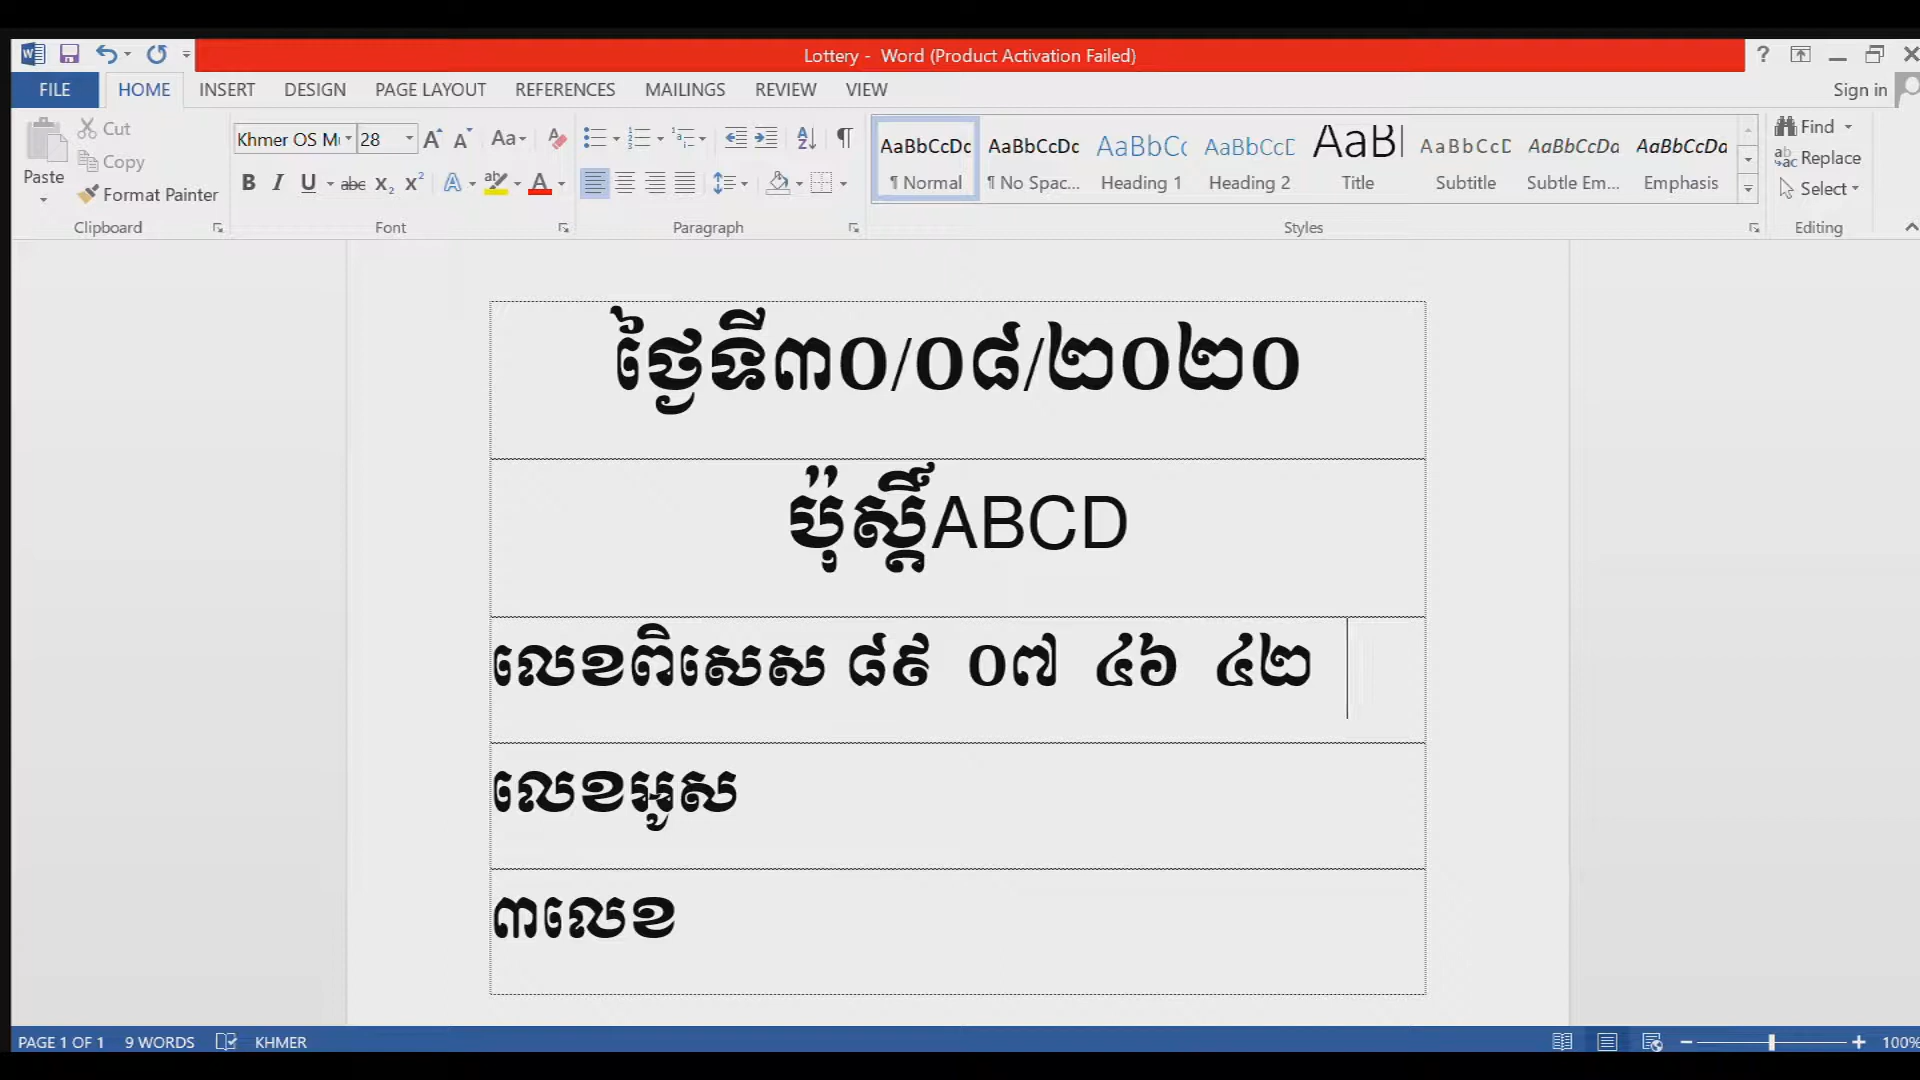 Lottery - Word (Product Activation Failed)
FILE HOME INSERT DESIGN PAGE LAYOUT REFERENCES MAILINGS REVIEW VIEW Sign in
Paste Cut Copy Format Painter
Khmer OS M 28
AaBbCcDc AaBbCcDc AaBbCc AaBbCcD AaBl AaBbCcD AaBbCcDa AaBbCcDa
¶ Normal ¶ No Spac... Heading 1 Heading 2 Title Subtitle Subtle Em... Emphasis
Find
Replace
Select
Clipboard Font Paragraph Styles Editing
ថ្ងៃទី៣០/០៨/២០២០
ប៉ុស្តិ៍ABCD
លេខពិសេស ៨៩ ០៧ ៤៦ ៤២
លេខអូស
៣លេខ
PAGE 1 OF 1 9 WORDS KHMER 100%